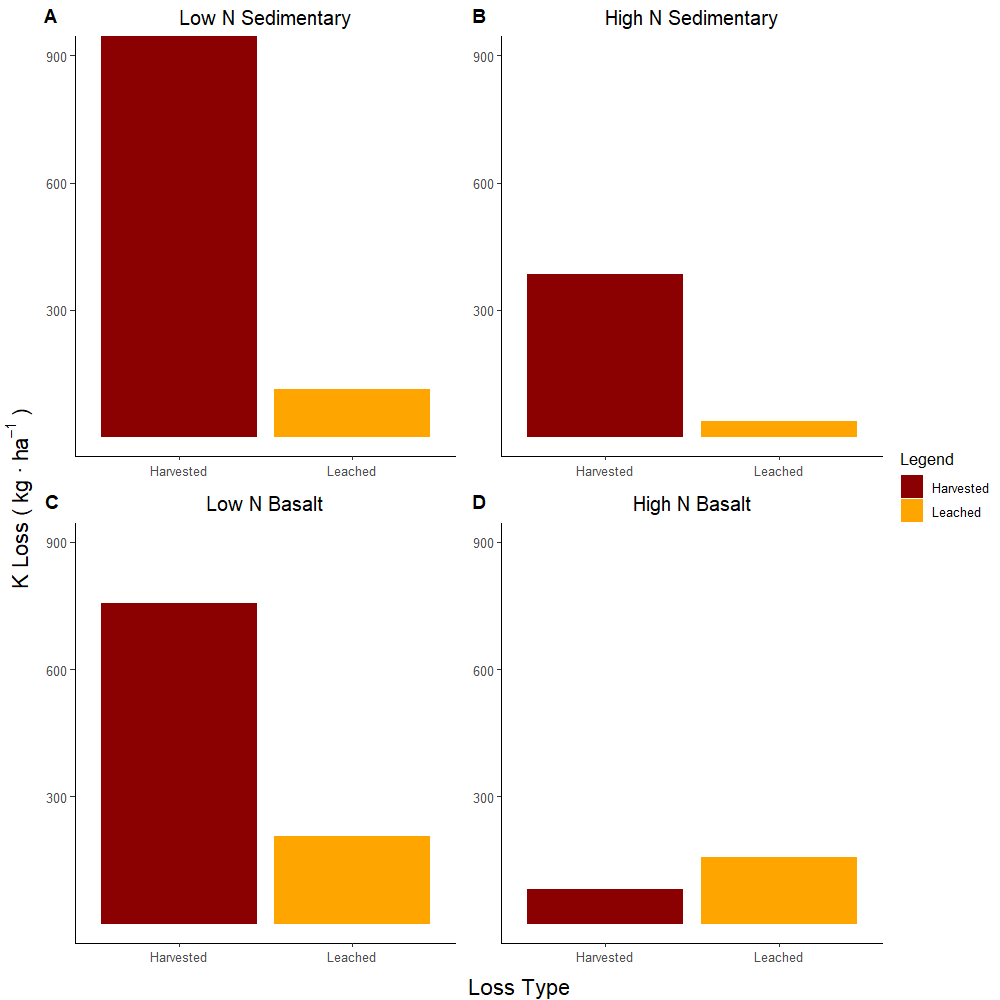 A Low N Sedimentary
900
600
300
Harvested Leached
B High N Sedimentary
900
600
300
Harvested Leached
K Loss ( kg · ha⁻¹ )
C Low N Basalt
900
600
300
Harvested Leached
D High N Basalt
900
600
300
Harvested Leached
Legend
Harvested
Leached
Loss Type